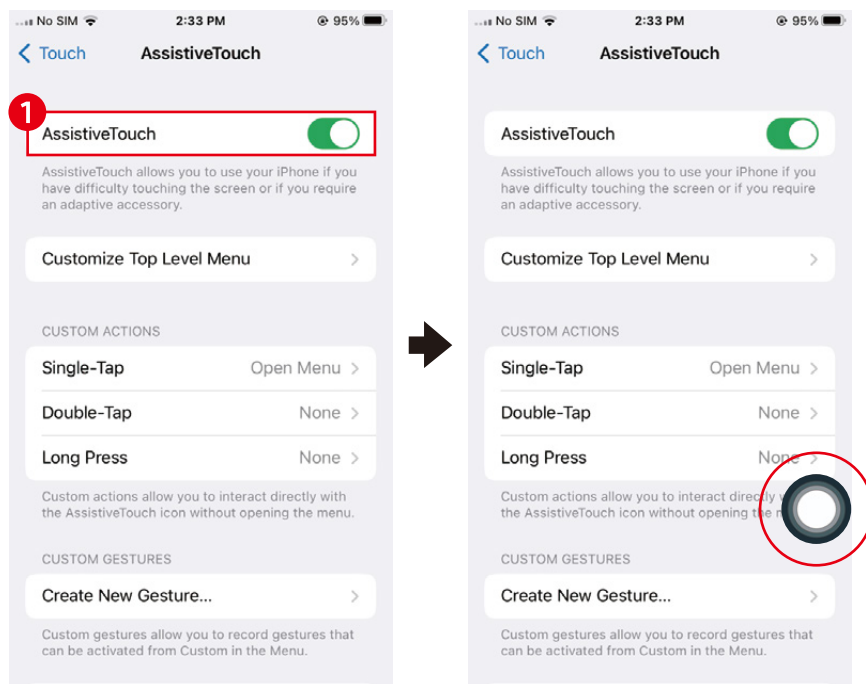 No SIM 2:33 PM 95%
Touch AssistiveTouch
1
AssistiveTouch
AssistiveTouch allows you to use your iPhone if you
have difficulty touching the screen or if you require
an adaptive accessory.
Customize Top Level Menu
CUSTOM ACTIONS
Single-Tap Open Menu
Double-Tap None
Long Press None
Custom actions allow you to interact directly with
the AssistiveTouch icon without opening the menu.
CUSTOM GESTURES
Create New Gesture...
Custom gestures allow you to record gestures that
can be activated from Custom in the Menu.
No SIM 2:33 PM 95%
Touch AssistiveTouch
AssistiveTouch
AssistiveTouch allows you to use your iPhone if you
have difficulty touching the screen or if you require
an adaptive accessory.
Customize Top Level Menu
CUSTOM ACTIONS
Single-Tap Open Menu
Double-Tap None
Long Press None
Custom actions allow you to interact directly
the AssistiveTouch icon without opening the
CUSTOM GESTURES
Create New Gesture...
Custom gestures allow you to record gestures that
can be activated from Custom in the Menu.